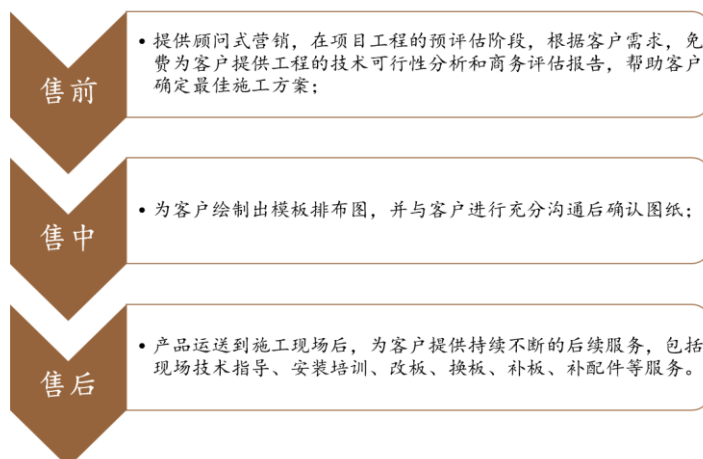 售前
• 提供顾问式营销，在项目工程的预评估阶段，根据客户需求，免
费为客户提供工程的技术可行性分析和商务评估报告，帮助客户
确定最佳施工方案；
售中
• 为客户绘制出模板排布图，并与客户进行充分沟通后确认图纸；
售后
• 产品运送到施工现场后，为客户提供持续不断的后续服务，包括
现场技术指导、安装培训、改板、换板、补板、补配件等服务。